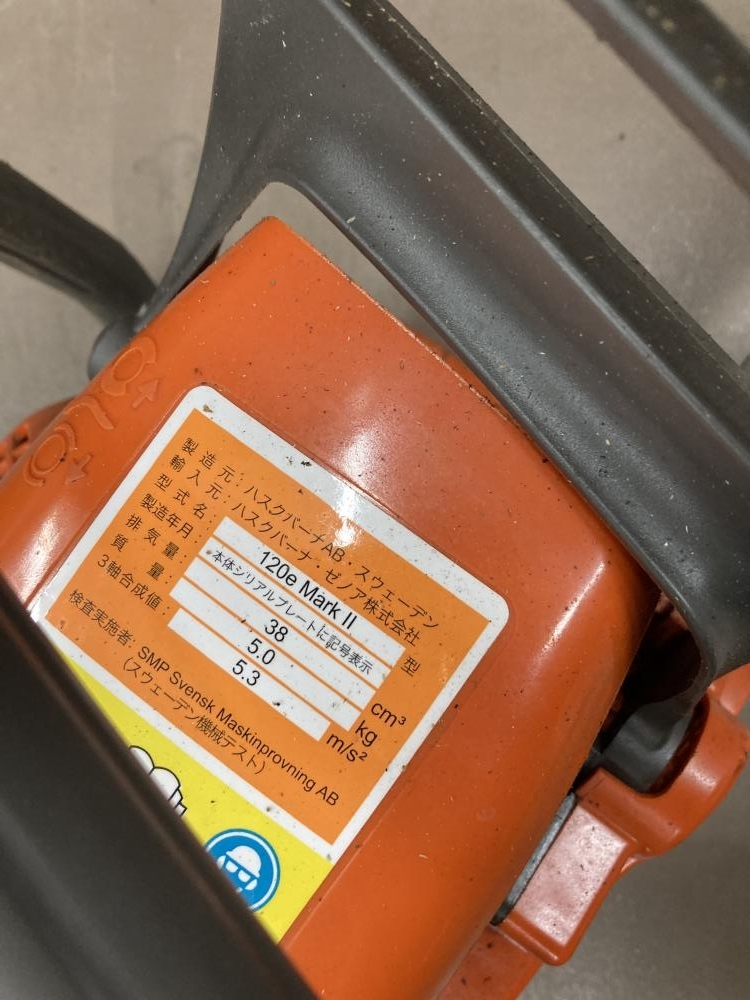 製造元：ハスクバーナAB・スウェーデン
輸入元：ハスクバーナ・ゼノア株式会社
型式名： 120e Mark II 型
製造年月： 本体シリアルプレートに記号表示
排気量： 38 cm³
質量： 5.0 kg
3軸合成値： 5.3 m/s²
検査実施者：SMP Svensk Maskinprovning AB
(スウェーデン機械テスト)